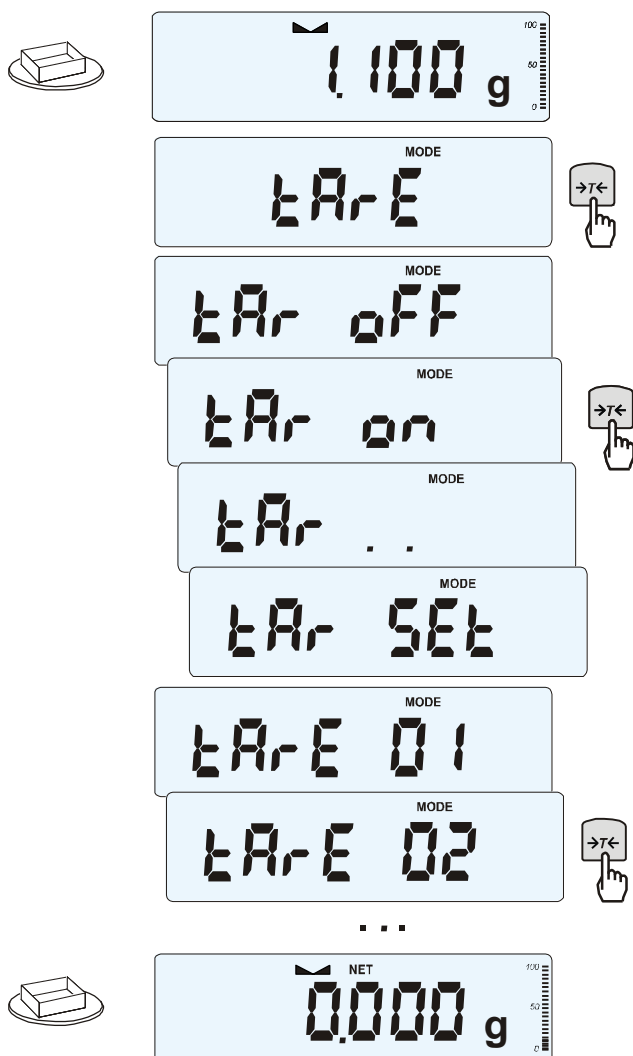 100
50
0
1.100 g
MODE
tArE
→T←
MODE
tAr oFF
MODE
tAr on
→T←
MODE
tAr . .
MODE
tAr SEt
MODE
tArE 01
MODE
tArE 02
→T←
...
NET
100
50
0
0.000 g